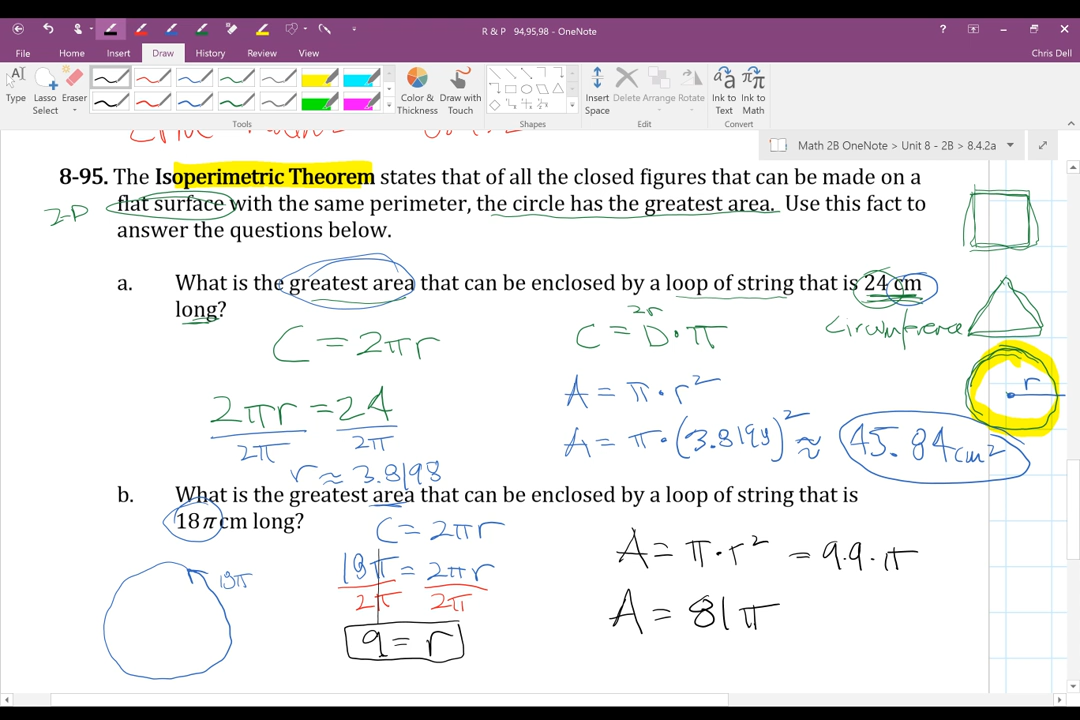 R & P 94,95,98 - OneNote
?
File Home Insert Draw History Review View
Chris Dell
Type Lasso Select Eraser
Color & Thickness Draw with Touch
Insert Space Delete Arrange Rotate Ink to Text Ink to Math
Tools Shapes Edit Convert
Math 2B OneNote > Unit 8 - 2B > 8.4.2a
8-95. The Isoperimetric Theorem states that of all the closed figures that can be made on a
2-D flat surface with the same perimeter, the circle has the greatest area. Use this fact to
answer the questions below.
a. What is the greatest area that can be enclosed by a loop of string that is 24 cm
long?
2r
C = 2πr C = D·π circumference
A = π·r²
r
2πr = 24
2π 2π
A = π·(3.8198)² ≈ 45.84cm²
r ≈ 3.8198
b. What is the greatest area that can be enclosed by a loop of string that is
18π cm long?
C = 2πr
A = π·r² = 9·9·π
18π = 2πr
18π
2π 2π
A = 81π
9 = r